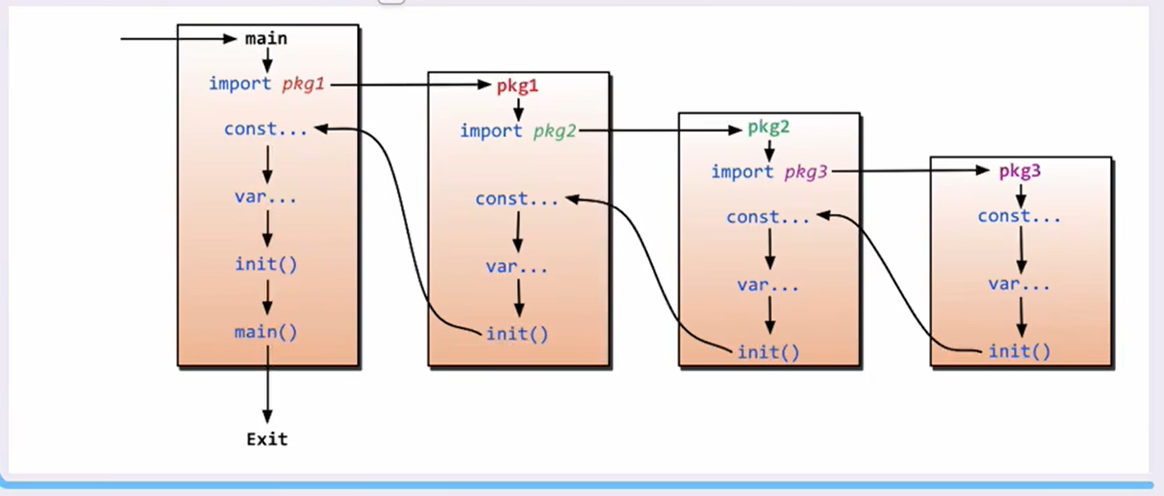 main
import pkg1
const...
var...
init()
main()
Exit
pkg1
import pkg2
const...
var...
init()
pkg2
import pkg3
const...
var...
init()
pkg3
const...
var...
init()